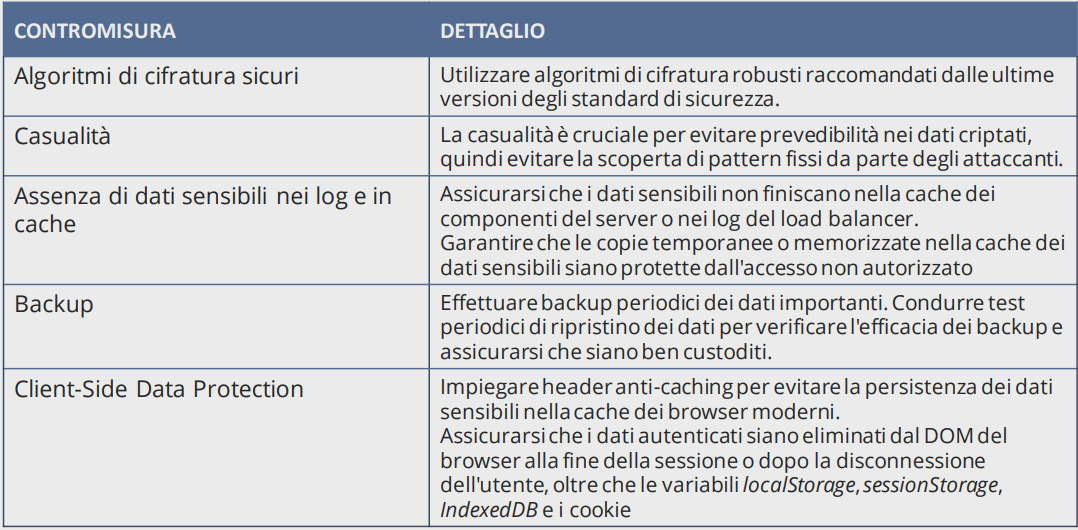 CONTROMISURA
DETTAGLIO
Algoritmi di cifratura sicuri
Utilizzare algoritmi di cifratura robusti raccomandati dalle ultime
versioni degli standard di sicurezza.
Casualità
La casualità è cruciale per evitare prevedibilità nei dati criptati,
quindi evitare la scoperta di pattern fissi da parte degli attaccanti.
Assenza di dati sensibili nei log e in
cache
Assicurarsi che i dati sensibili non finiscano nella cache dei
componenti del server o nei log del load balancer.
Garantire che le copie temporanee o memorizzate nella cache dei
dati sensibili siano protette dall'accesso non autorizzato
Backup
Effettuare backup periodici dei dati importanti. Condurre test
periodici di ripristino dei dati per verificare l'efficacia dei backup e
assicurarsi che siano ben custoditi.
Client-Side Data Protection
Impiegare header anti-caching per evitare la persistenza dei dati
sensibili nella cache dei browser moderni.
Assicurarsi che i dati autenticati siano eliminati dal DOM del
browser alla fine della sessione o dopo la disconnessione
dell'utente, oltre che le variabili localStorage, sessionStorage,
IndexedDB e i cookie